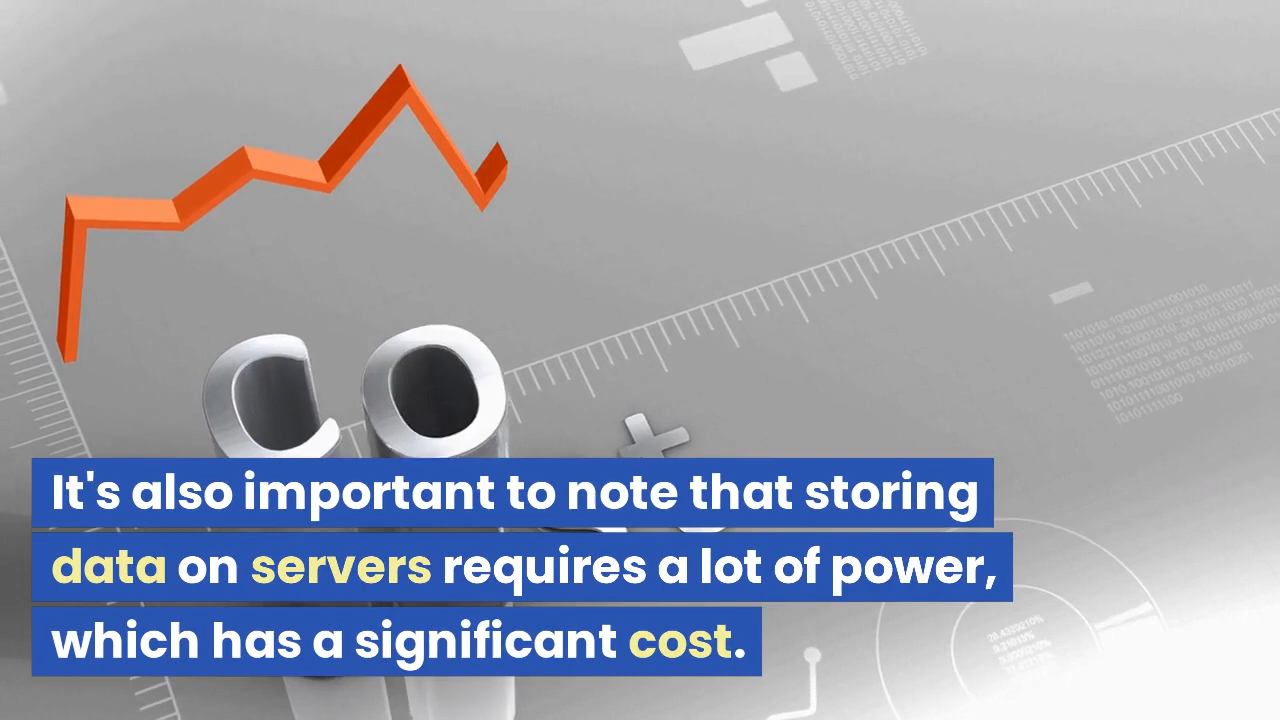 It's also important to note that storing
data on servers requires a lot of power,
which has a significant cost.